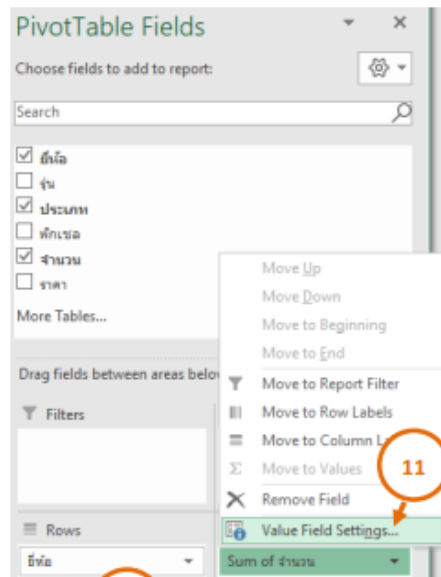 PivotTable Fields
Choose fields to add to report:
Search
ยี่ห้อ
รุ่น
ประเภท
พิกเซล
จำนวน
ราคา
More Tables...
Drag fields between areas belov
Filters
Rows
ยี่ห้อ
Move Up
Move Down
Move to Beginning
Move to End
Move to Report Filter
Move to Row Labels
Move to Column La
Move to Values
11
Remove Field
Value Field Settings...
Sum of จำนวน